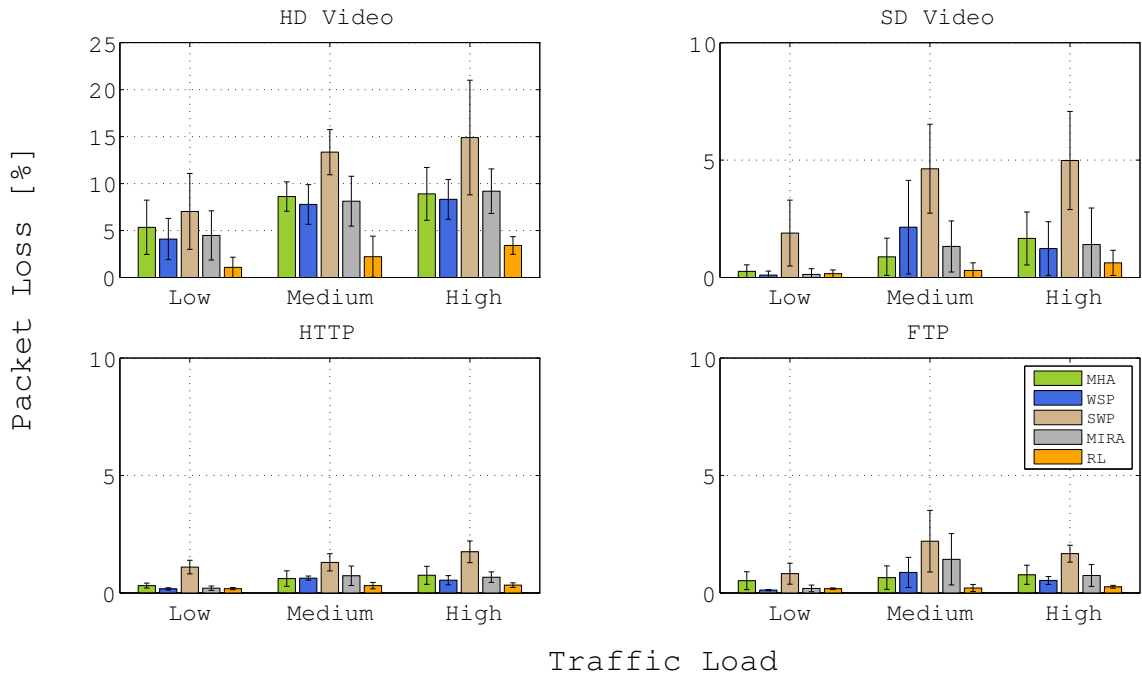 HD Video
25
20
15
10
5
0
Low Medium High
SD Video
10
5
0
Low Medium High
Packet Loss [%]
HTTP
10
5
0
Low Medium High
FTP
10
5
0
Low Medium High
MHA
WSP
SWP
MIRA
RL
Traffic Load